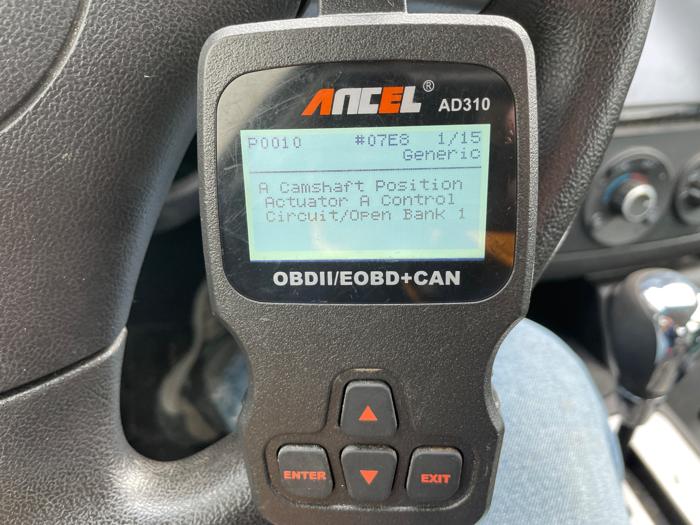 ANCEL® AD310
P0010 #07E8 1/15
Generic
A Camshaft Position
Actuator A Control
Circuit/Open Bank 1
OBDII/EOBD+CAN
ENTER EXIT